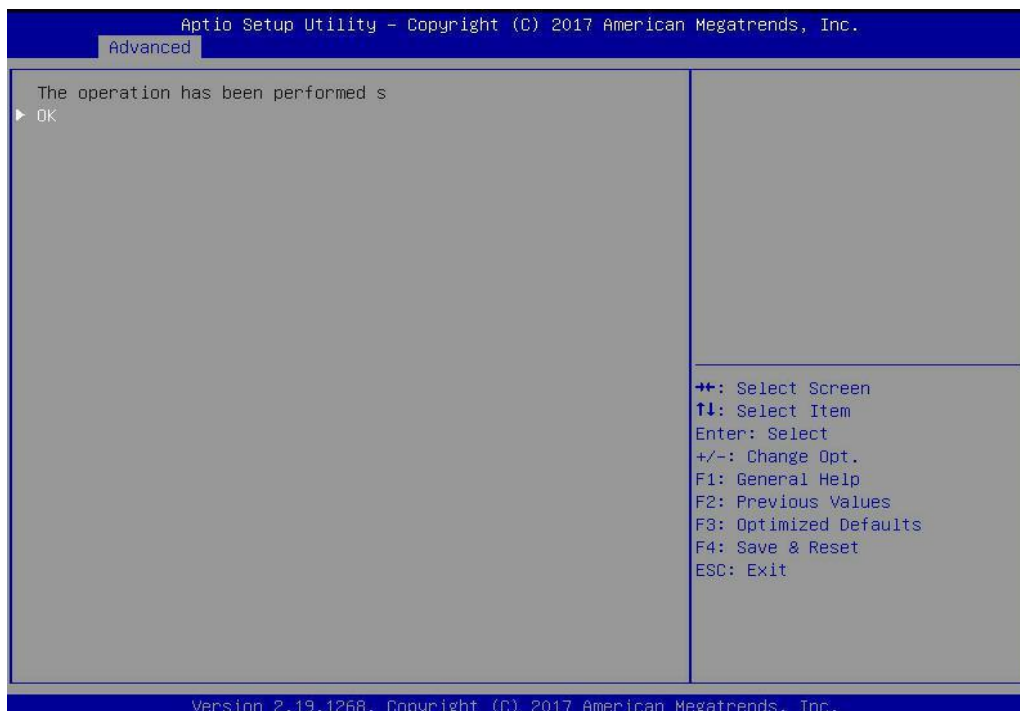 Aptio Setup Utility – Copyright (C) 2017 American Megatrends, Inc.
Advanced
The operation has been performed s
OK
→←: Select Screen
↑↓: Select Item
Enter: Select
+/-: Change Opt.
F1: General Help
F2: Previous Values
F3: Optimized Defaults
F4: Save & Reset
ESC: Exit
Version 2.19.1268. Copyright (C) 2017 American Megatrends, Inc.